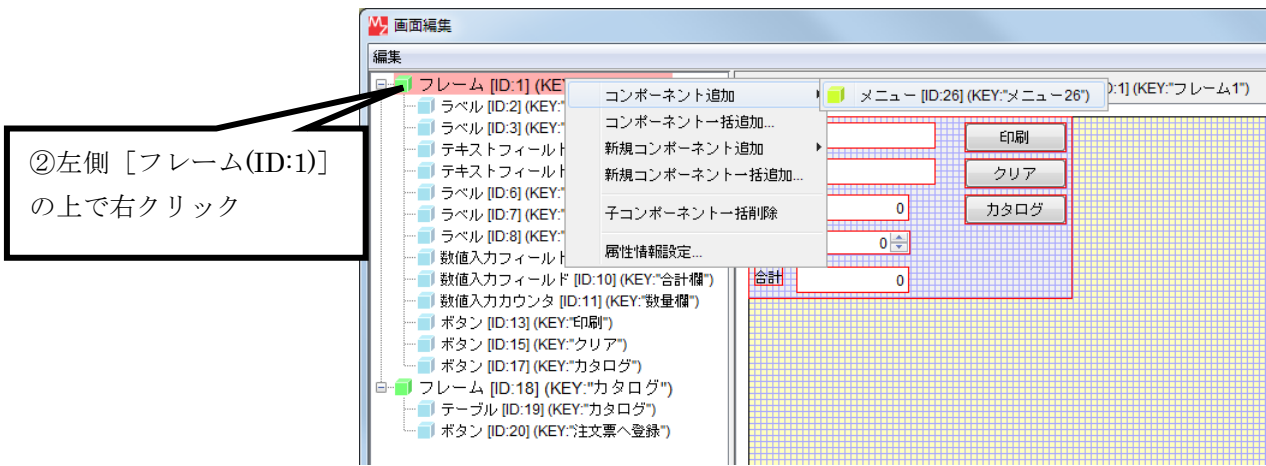 画面編集
編集
フレーム [ID:1] (KE
ラベル [ID:2] (KEY:"
ラベル [ID:3] (KEY:"
テキストフィールド
テキストフィールド
ラベル [ID:6] (KEY:"
ラベル [ID:7] (KEY:"
ラベル [ID:8] (KEY:"
数値入力フィールド
数値入力フィールド [ID:10] (KEY:"合計欄")
数値入力カウンタ [ID:11] (KEY:"数量欄")
ボタン [ID:13] (KEY:"印刷")
ボタン [ID:15] (KEY:"クリア")
ボタン [ID:17] (KEY:"カタログ")
フレーム [ID:18] (KEY:"カタログ")
テーブル [ID:19] (KEY:"カタログ")
ボタン [ID:20] (KEY:"注文票へ登録")
②左側［フレーム(ID:1)］
の上で右クリック
コンポーネント追加
コンポーネント一括追加...
新規コンポーネント追加
新規コンポーネント一括追加...
子コンポーネント一括削除
属性情報設定...
メニュー [ID:26] (KEY:"メニュー26")
:1] (KEY:"フレーム1")
印刷
クリア
0 カタログ
0
合計 0